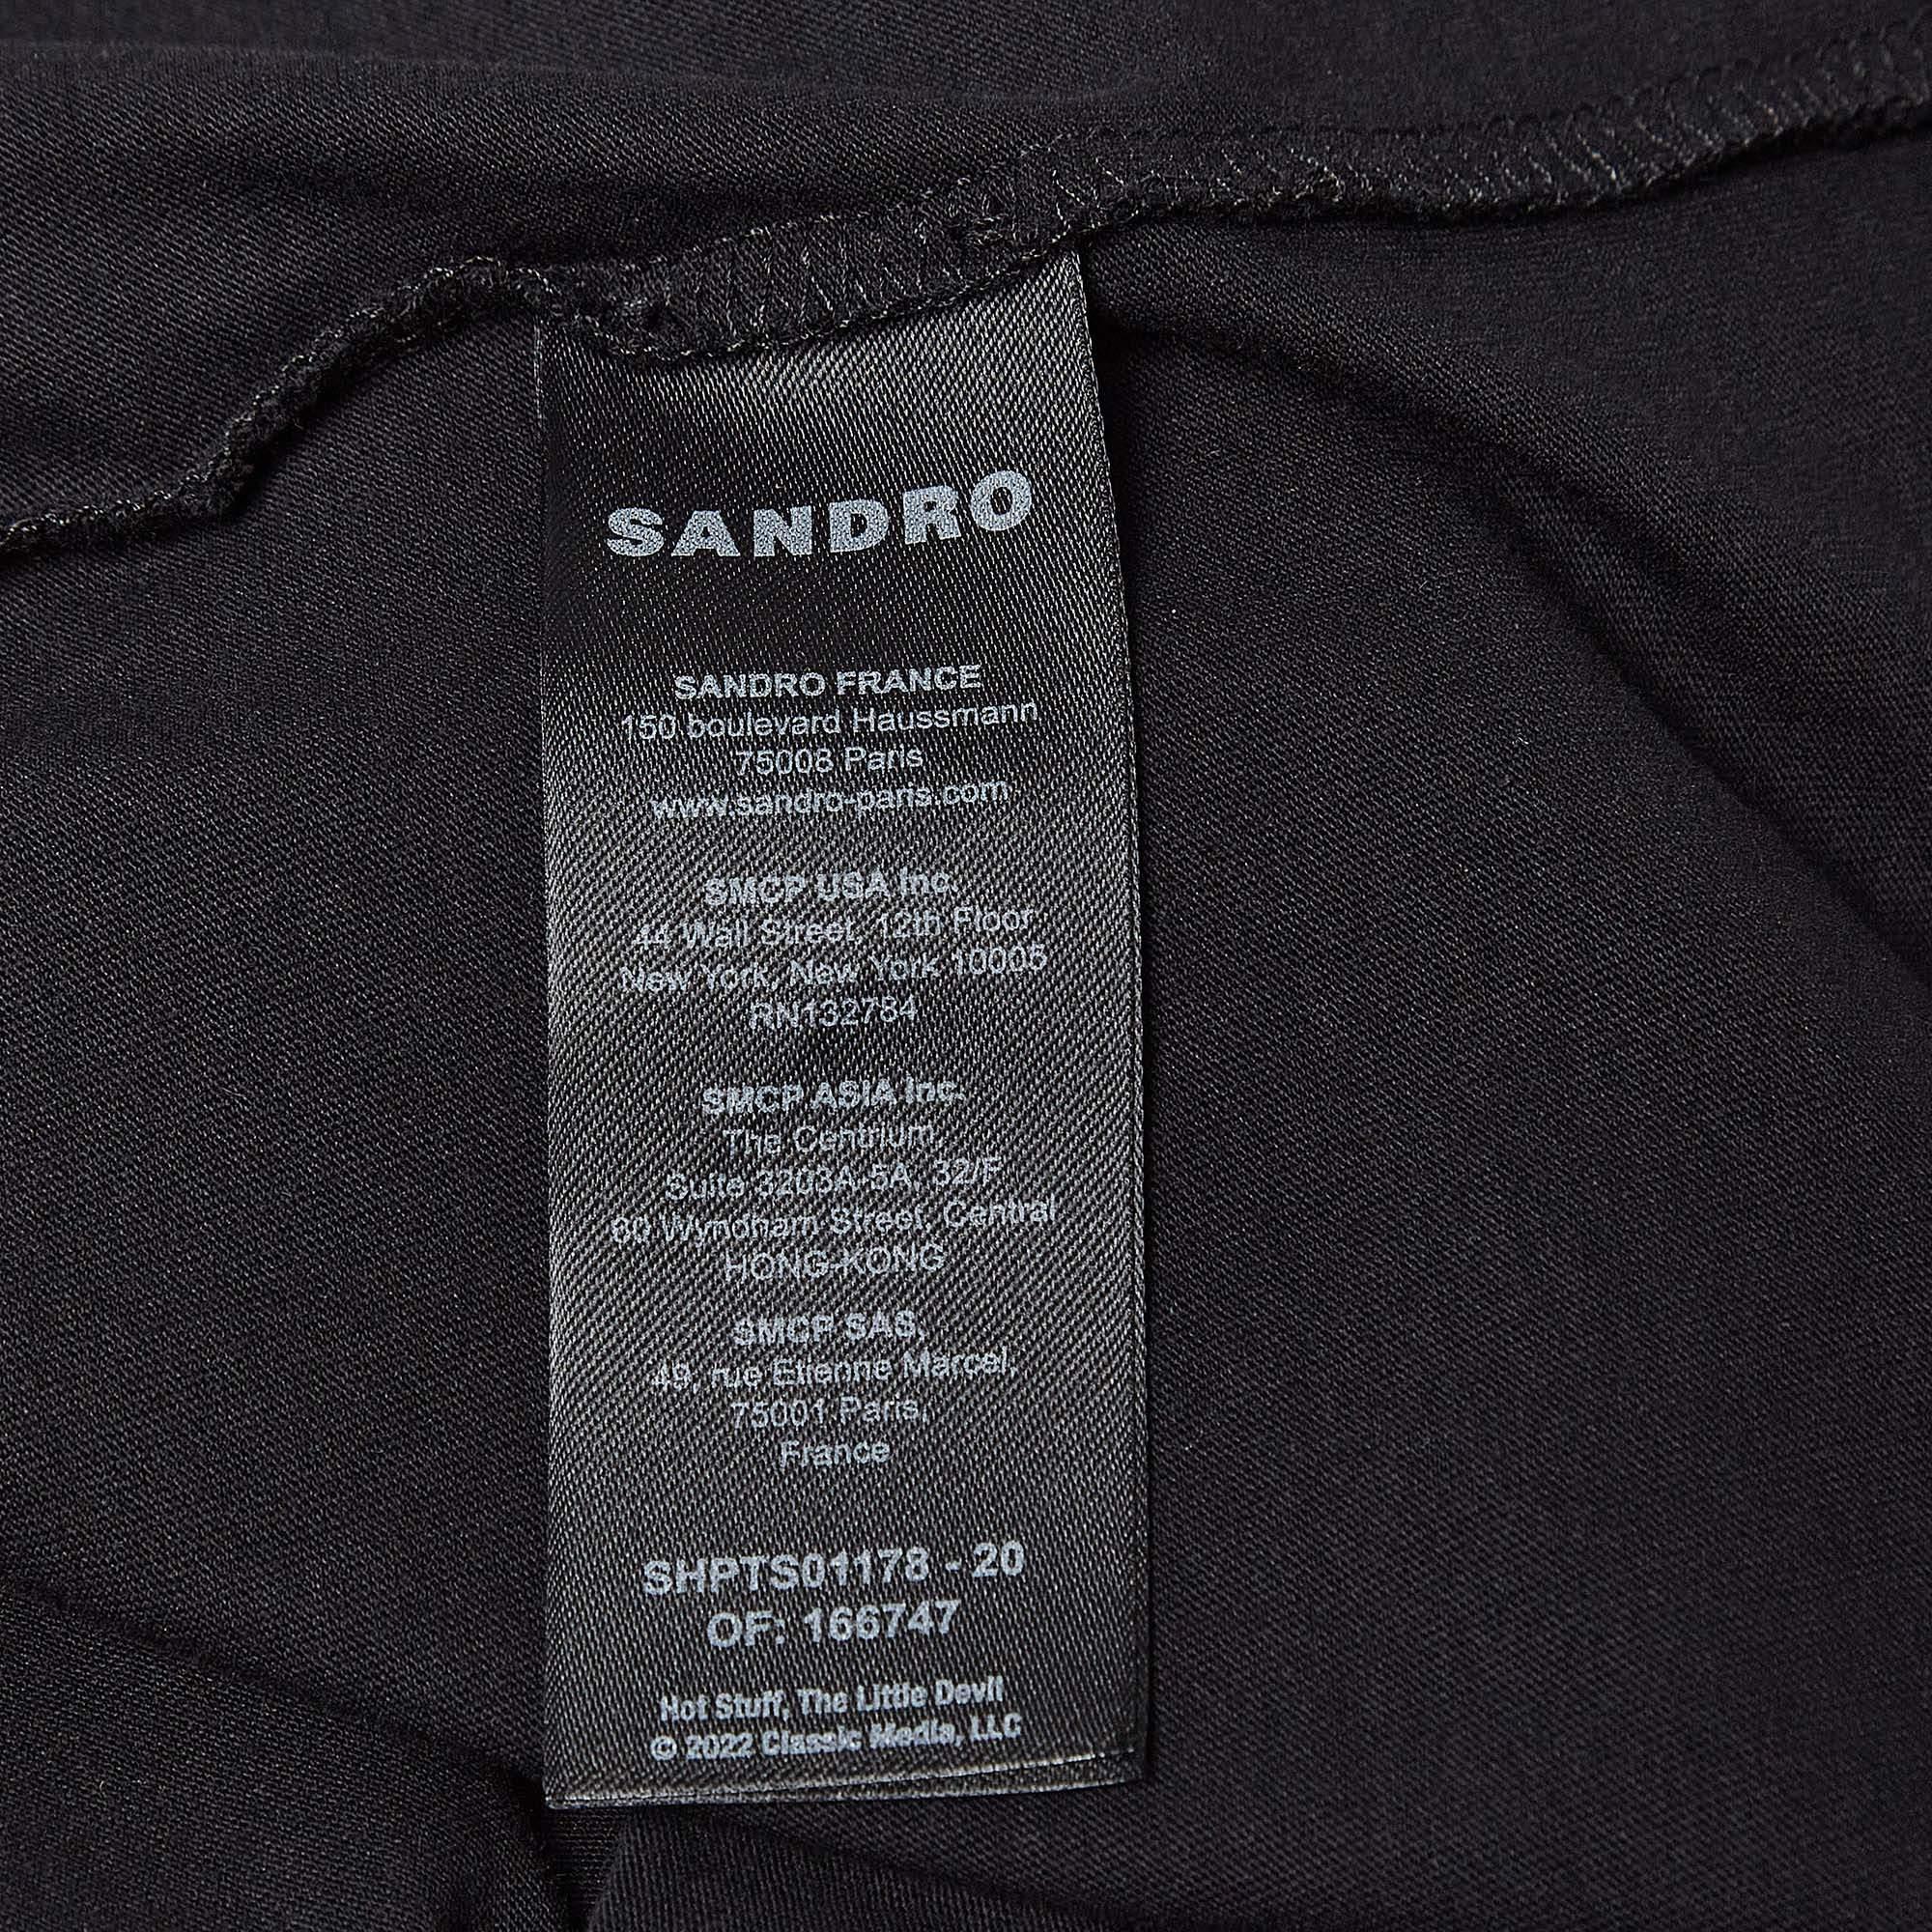 SANDRO
SANDRO FRANCE
150 boulevard Haussmann
75008 Paris
www.sandro-paris.com
SMCP USA Inc.
44 Wall Street, 12th Floor
New York, New York 10005
RN132784
SMCP ASIA Inc.
The Centrium,
Suite 3203A-5A, 32/F
60 Wyndham Street, Central
HONG-KONG
SMCP SAS,
49, rue Etienne Marcel,
75001 Paris,
France
SHPTS01178 - 20
OF: 166747
Hot Stuff, The Little Devil
© 2022 Classic Media, LLC